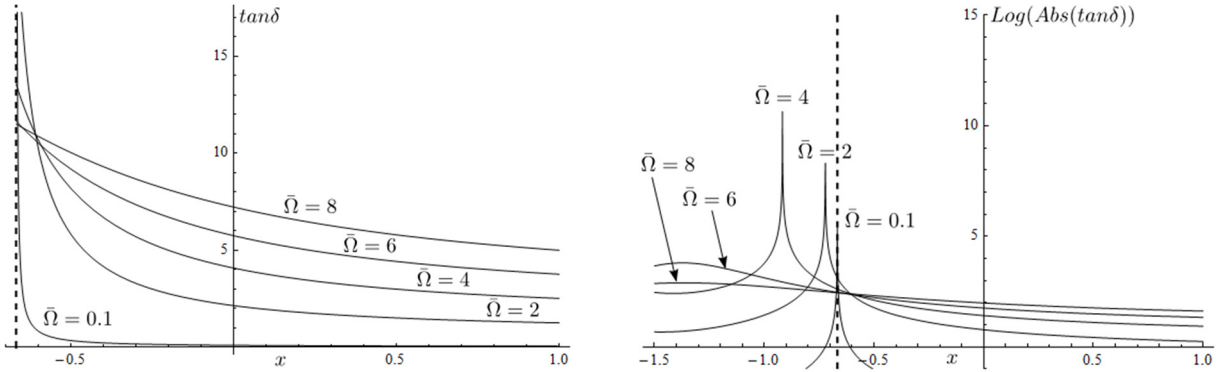 tanδ
15
10
5
Ω̄ = 8
Ω̄ = 6
Ω̄ = 4
Ω̄ = 2
Ω̄ = 0.1
−0.5
x
0.5
1.0
Log(Abs(tanδ))
15
10
5
Ω̄ = 4
Ω̄ = 2
Ω̄ = 8
Ω̄ = 6
Ω̄ = 0.1
−1.5
−1.0
−0.5
x
0
0.5
1.0